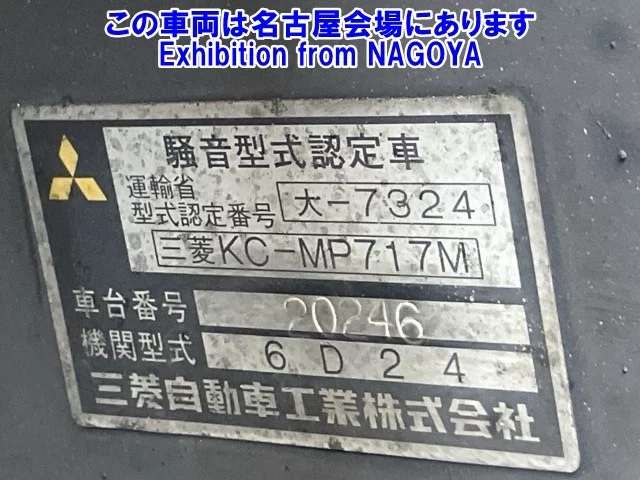 この車両は名古屋会場にあります
Exhibition from NAGOYA
騒音型式認定車
運輸省
型式認定番号 大-7324
三菱KC-MP717M
車台番号 20246
機関型式 6D24
三菱自動車工業株式会社